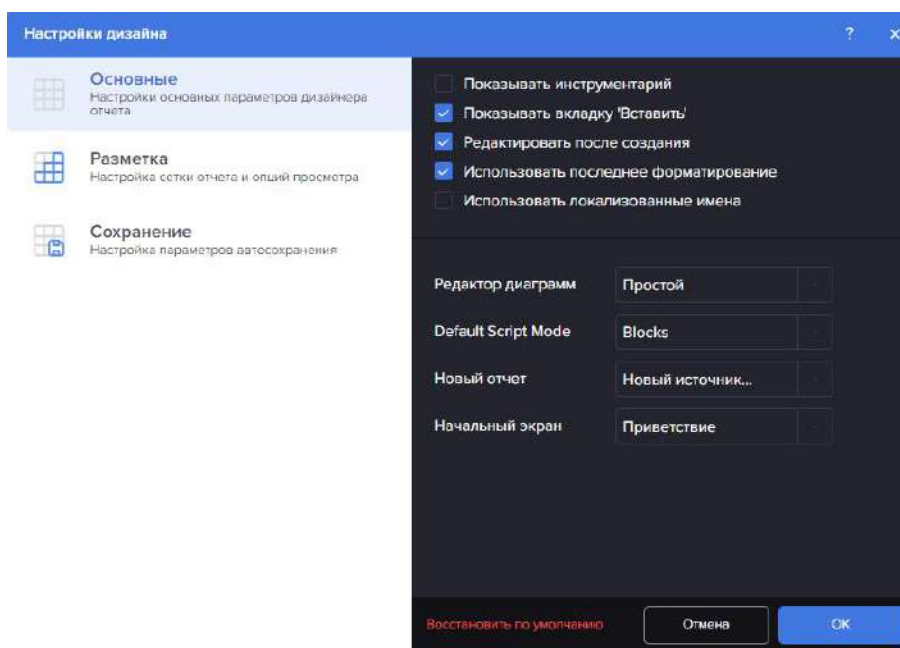 Настройки дизайна
?
x
Основные
Настройки основных параметров дизайнера
отчета
Разметка
Настройка сетки отчета и опций просмотра
Сохранение
Настройка параметров автосохранения
Показывать инструментарий
Показывать вкладку 'Вставить'
Редактировать после создания
Использовать последнее форматирование
Использовать локализованные имена
Редактор диаграмм Простой
Default Script Mode Blocks
Новый отчет Новый источник...
Начальный экран Приветствие
Восстановить по умолчанию Отмена OK